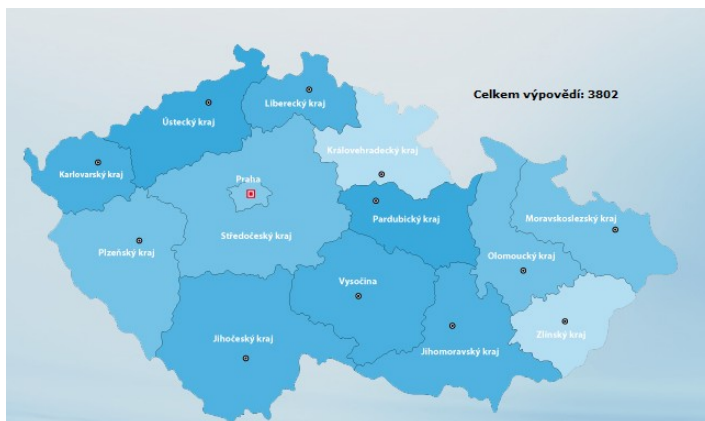 Celkem výpovědí: 3802
Liberecký kraj
Ústecký kraj
Královehradecký kraj
Karlovarský kraj
Praha
Pardubický kraj
Moravskoslezský kraj
Středočeský kraj
Plzeňský kraj
Olomoucký kraj
Vysočina
Zlínský kraj
Jihočeský kraj
Jihomoravský kraj